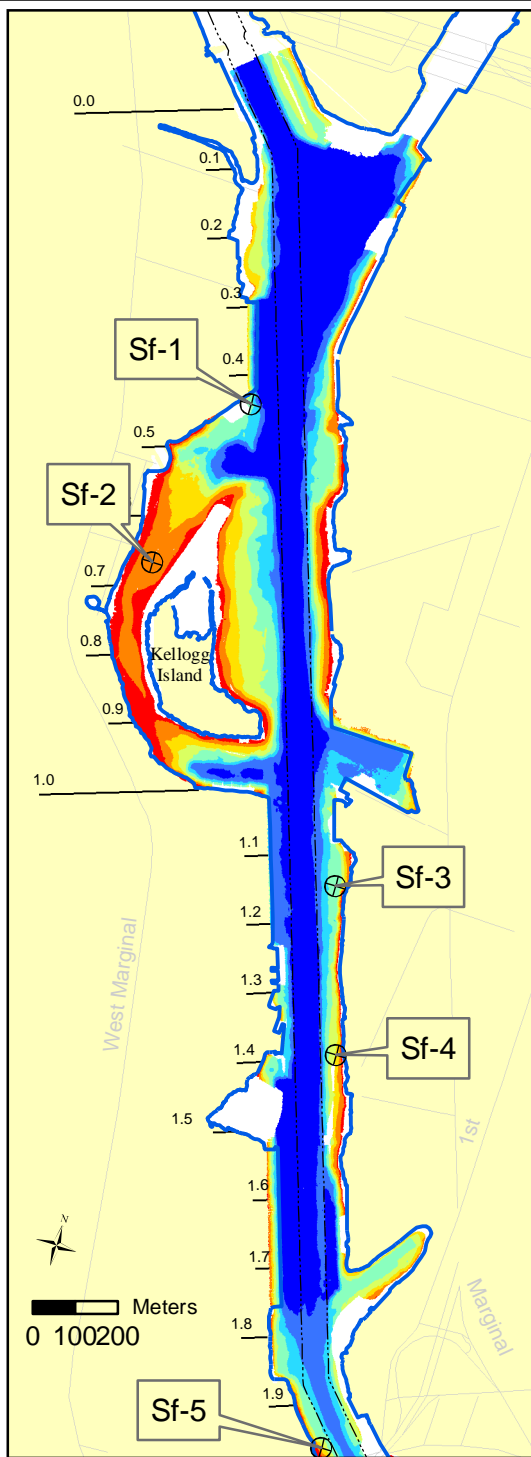 0.0
0.1
0.2
0.3
Sf-1
0.4
0.5
Sf-2
0.7
0.8
Kellogg
Island
0.9
1.0
1.1
Sf-3
1.2
West Marginal
1.3
Sf-4
1.4
1st
1.5
1.6
N
1.7
Marginal
Meters
0 100200
1.8
1.9
Sf-5